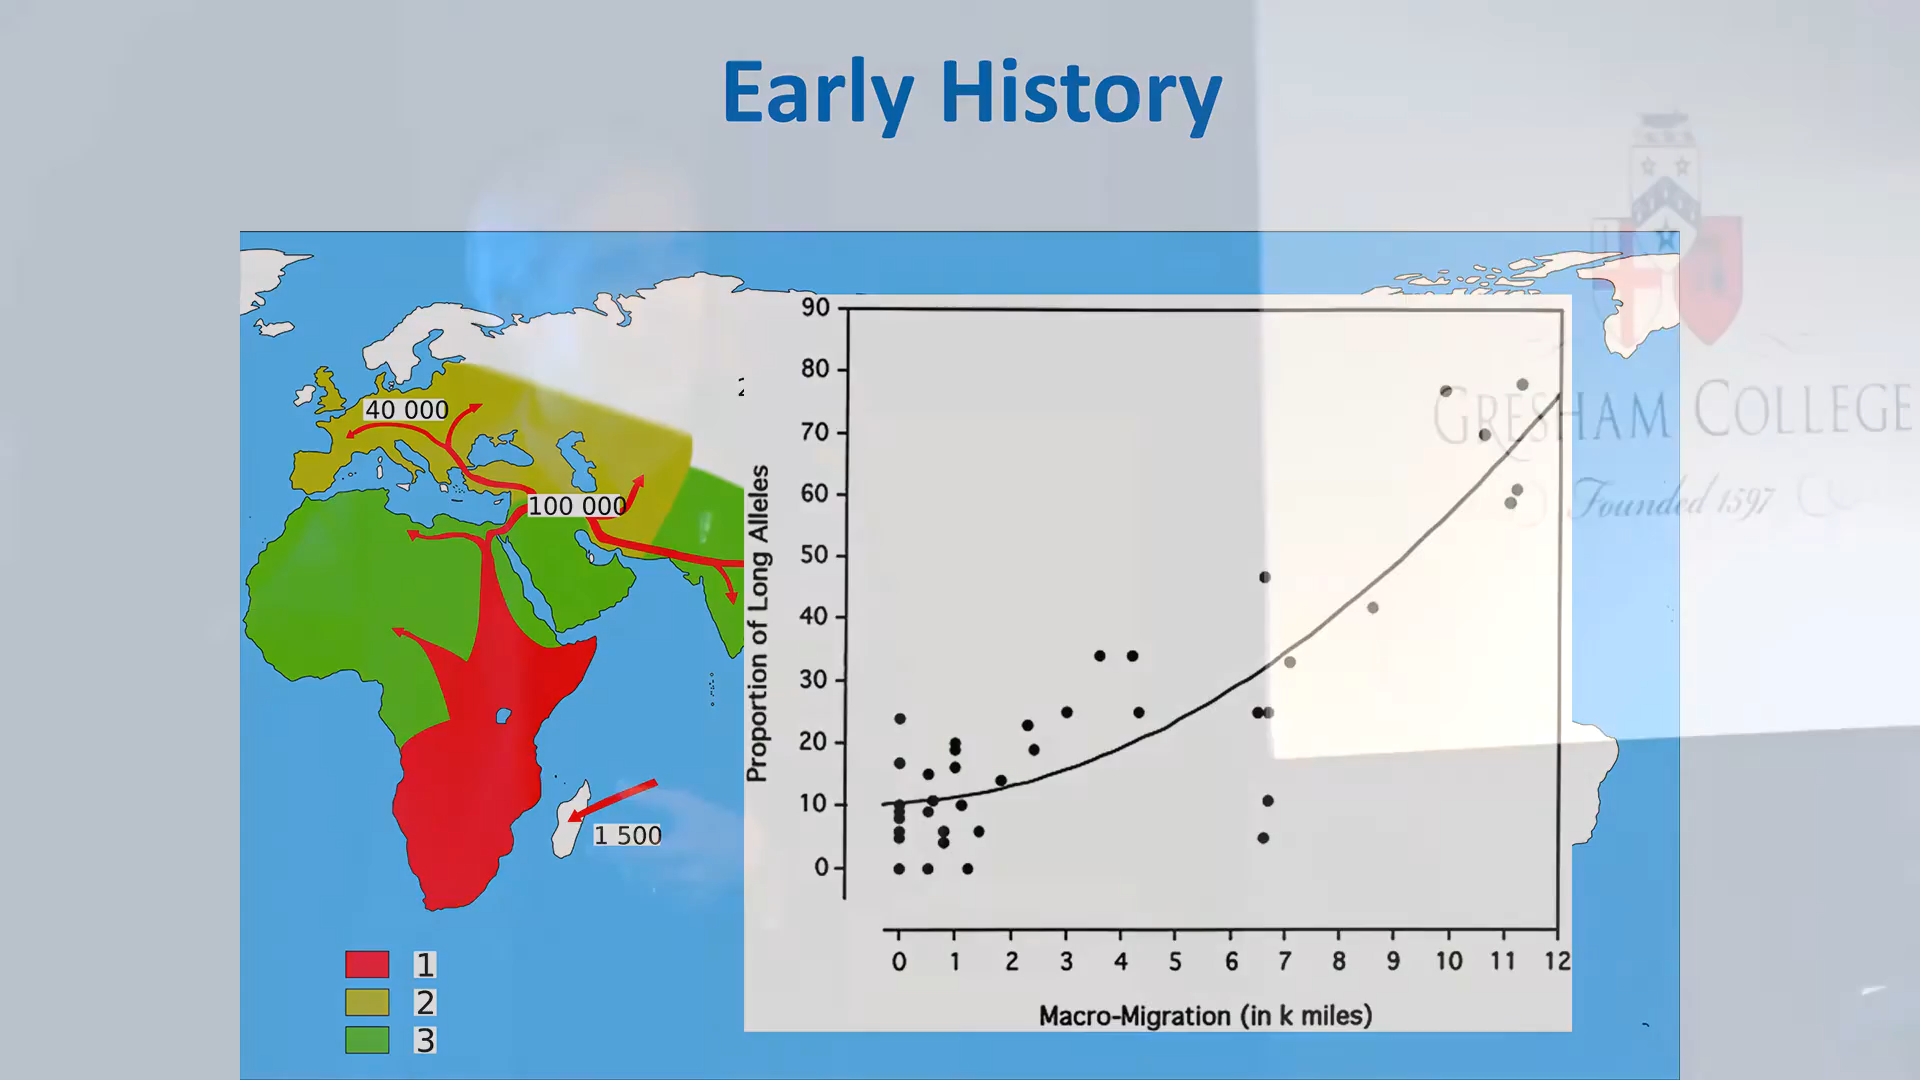 Early History
40 000
100 000
1 500
1
2
3
Proportion of Long Alleles
90
80
70
60
50
40
30
20
10
0
0 1 2 3 4 5 6 7 8 9 10 11 12
Macro-Migration (in k miles)
GRESHAM COLLEGE
Founded 1597